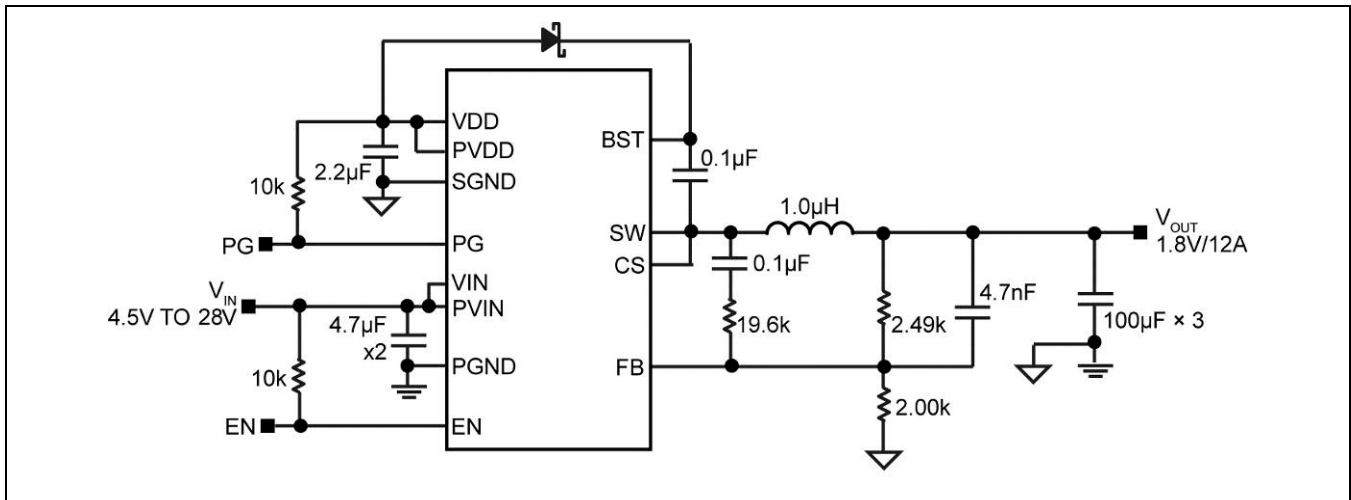 VDD
PVDD
2.2µF
SGND
10k
PG
PG
BST
0.1µF
1.0µH
SW
CS
0.1µF
19.6k
2.49k
4.7nF
100µF × 3
VOUT
1.8V/12A
VIN
4.5V TO 28V
VIN
PVIN
4.7µF
x2
PGND
10k
EN
EN
FB
2.00k